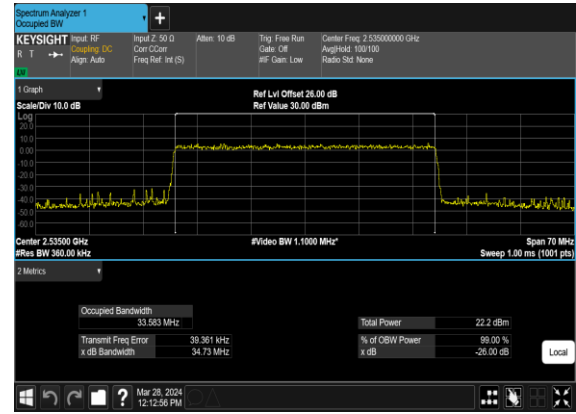 Spectrum Analyzer 1
Occupied BW
KEYSIGHT Input: RF Input Z: 50 Ω Atten: 10 dB Trig: Free Run Center Freq: 2.535000000 GHz
R T Coupling: DC Corr CCorr Gate: Off Avg|Hold: 100/100
Align: Auto Freq Ref: Int (S) #IF Gain: Low Radio Std: None
LU
1 Graph Ref Lvl Offset 26.00 dB
Scale/Div 10.0 dB Ref Value 30.00 dBm
Log
20.0
10.0
0.00
-10.0
-20.0
-30.0
-40.0
-50.0
-60.0
Center 2.53500 GHz #Video BW 1.1000 MHz* Span 70 MHz
#Res BW 360.00 kHz Sweep 1.00 ms (1001 pts)
2 Metrics
Occupied Bandwidth
33.583 MHz Total Power 22.2 dBm
Transmit Freq Error 39.361 kHz % of OBW Power 99.00 %
x dB Bandwidth 34.73 MHz x dB -26.00 dB
Local
? Mar 28, 2024
12:12:56 PM